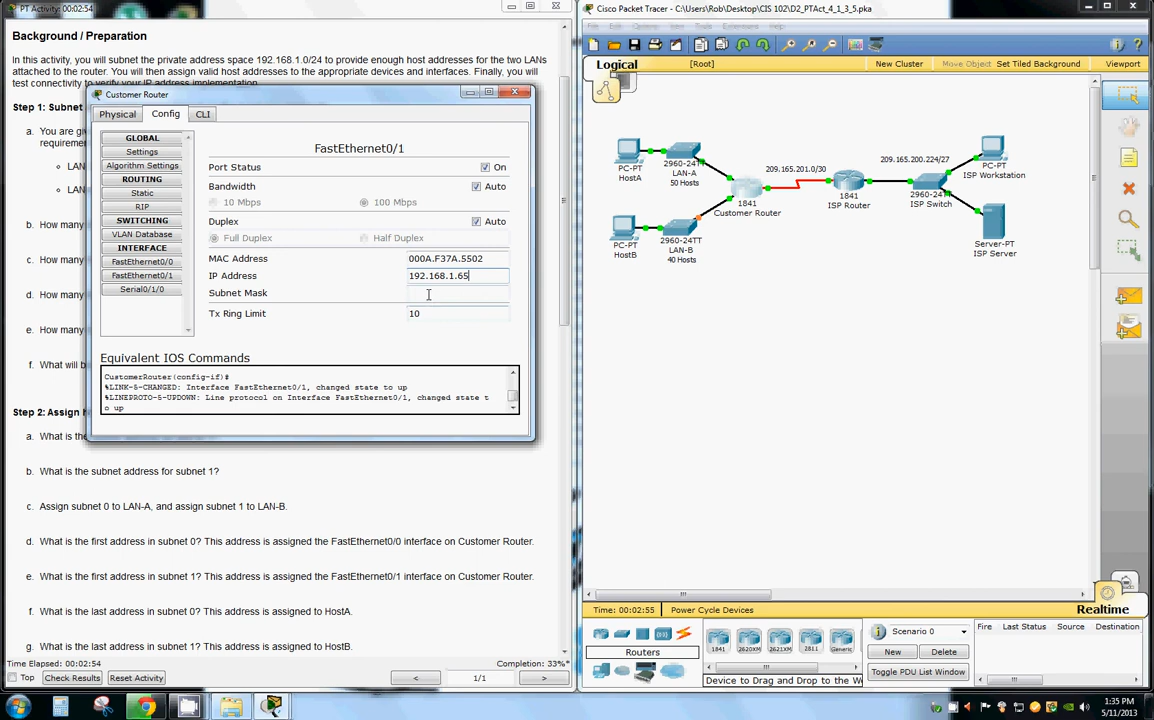 PT Activity: 00:02:54
Background / Preparation
In this activity, you will subnet the private address space 192.168.1.0/24 to provide enough host addresses for the two LANs
attached to the router. You will then assign valid host addresses to the appropriate devices and interfaces. Finally, you will
test connectivity to verify your IP address implementation.
Step 1: Subnet
a. You are giv
requireme
LAN
LAN
b. How many
c. How many
d. How many
e. How many
f. What will b
Step 2: Assign
a. What is the
b. What is the subnet address for subnet 1?
c. Assign subnet 0 to LAN-A, and assign subnet 1 to LAN-B.
d. What is the first address in subnet 0? This address is assigned the FastEthernet0/0 interface on Customer Router.
e. What is the first address in subnet 1? This address is assigned the FastEthernet0/1 interface on Customer Router.
f. What is the last address in subnet 0? This address is assigned to HostA.
g. What is the last address in subnet 1? This address is assigned to HostB.
Time Elapsed: 00:02:54
Completion: 33%*
Top
Check Results
Reset Activity
<
1/1
>
Customer Router
Physical
Config
CLI
GLOBAL
Settings
Algorithm Settings
ROUTING
Static
RIP
SWITCHING
VLAN Database
INTERFACE
FastEthernet0/0
FastEthernet0/1
Serial0/1/0
FastEthernet0/1
Port Status
On
Bandwidth
Auto
10 Mbps
100 Mbps
Duplex
Auto
Full Duplex
Half Duplex
MAC Address
000A.F37A.5502
IP Address
192.168.1.65
Subnet Mask
Tx Ring Limit
10
Equivalent IOS Commands
CustomerRouter(config-if)#
%LINK-5-CHANGED: Interface FastEthernet0/1, changed state to up
%LINEPROTO-5-UPDOWN: Line protocol on Interface FastEthernet0/1, changed state t
o up
Cisco Packet Tracer - C:\Users\Rob\Desktop\CIS 102\D2_PTAct_4_1_3_5.pka
Logical
[Root]
New Cluster
Move Object
Set Tiled Background
Viewport
PC-PT
HostA
2960-24TT
LAN-A
50 Hosts
PC-PT
HostB
2960-24TT
LAN-B
40 Hosts
1841
Customer Router
209.165.201.0/30
1841
ISP Router
209.165.200.224/27
2960-24TT
ISP Switch
PC-PT
ISP Workstation
Server-PT
ISP Server
Time: 00:02:55
Power Cycle Devices
Realtime
Routers
1841
2620XM
2621XM
2811
Generic
Device to Drag and Drop to the Wo
Scenario 0
New
Delete
Toggle PDU List Window
Fire
Last Status
Source
Destination
1:35 PM
5/11/2013